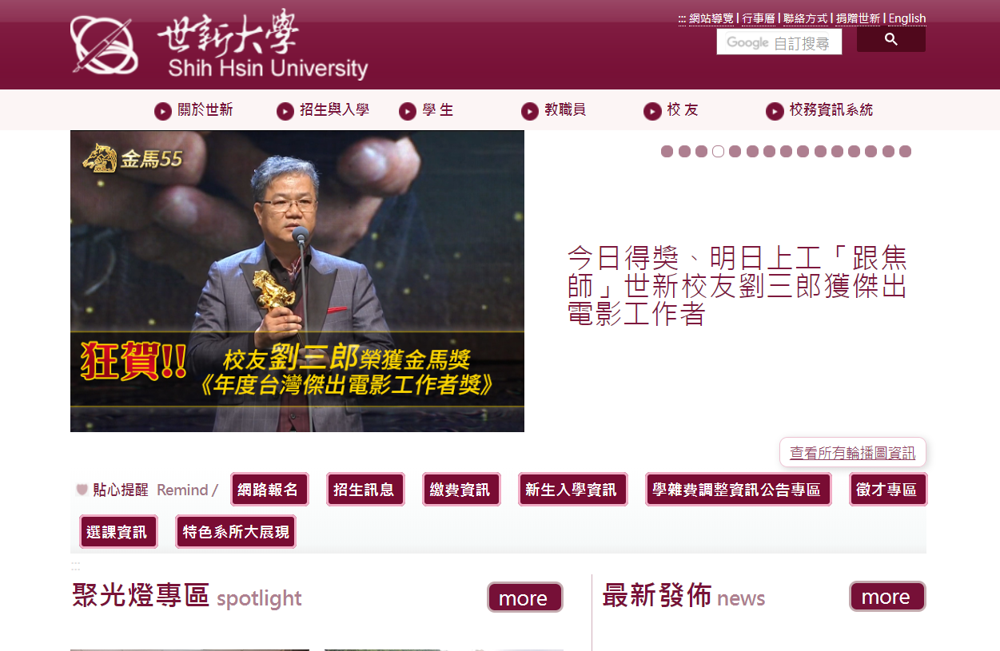 世新大學
Shih Hsin University
::: 網站導覽 | 行事曆 | 聯絡方式 | 捐贈世新 | English
Google 自訂搜尋
關於世新 招生與入學 學 生 教職員 校 友 校務資訊系統
金馬55
狂賀!! 校友劉三郎榮獲金馬獎
《年度台灣傑出電影工作者獎》
今日得獎、明日上工「跟焦
師」世新校友劉三郎獲傑出
電影工作者
查看所有輪播圖資訊
貼心提醒 Remind / 網路報名 招生訊息 繳費資訊 新生入學資訊 學雜費調整資訊公告專區 徵才專區
選課資訊 特色系所大展現
:::
聚光燈專區 spotlight more
最新發佈 news more